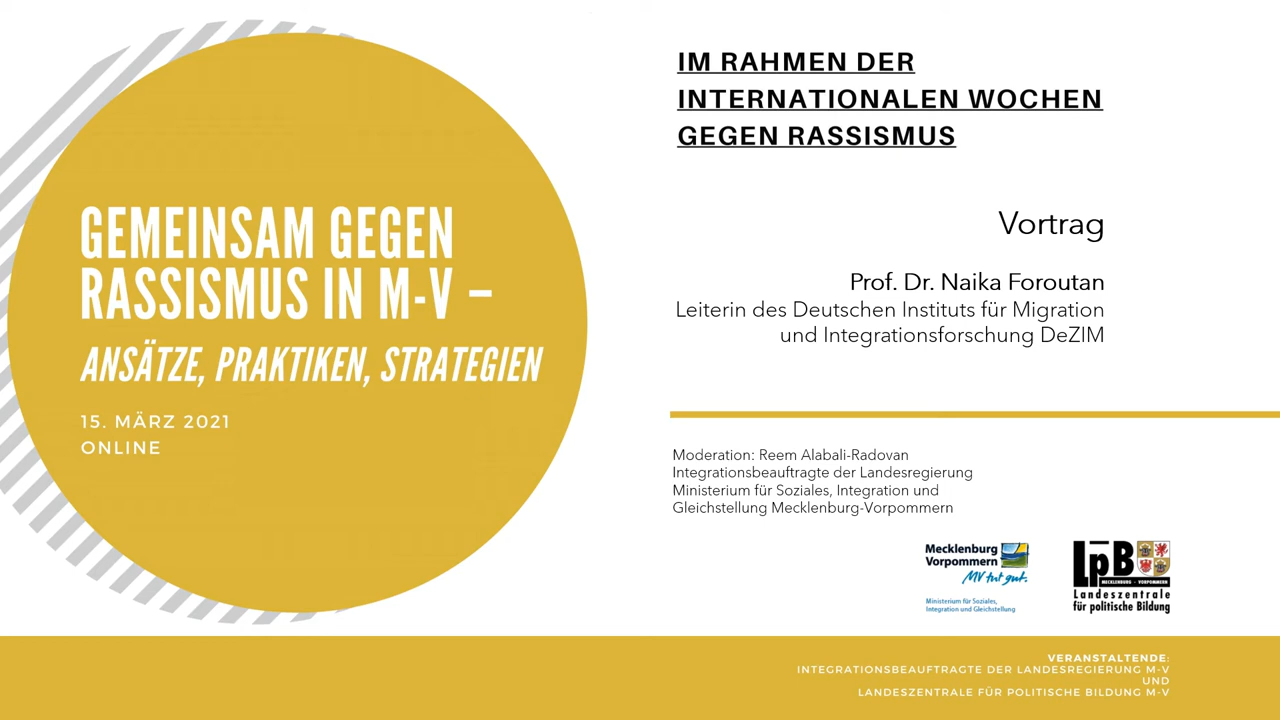 GEMEINSAM GEGEN
RASSISMUS IN M-V –
ANSÄTZE, PRAKTIKEN, STRATEGIEN
15. MÄRZ 2021
ONLINE
IM RAHMEN DER
INTERNATIONALEN WOCHEN
GEGEN RASSISMUS
Vortrag
Prof. Dr. Naika Foroutan
Leiterin des Deutschen Instituts für Migration
und Integrationsforschung DeZIM
Moderation: Reem Alabali-Radovan
Integrationsbeauftragte der Landesregierung
Ministerium für Soziales, Integration und
Gleichstellung Mecklenburg-Vorpommern
Mecklenburg
Vorpommern
MV tut gut.
Ministerium für Soziales,
Integration und Gleichstellung
LpB
MECKLENBURG - VORPOMMERN
Landeszentrale
für politische Bildung
VERANSTALTENDE:
INTEGRATIONSBEAUFTRAGTE DER LANDESREGIERUNG M-V
UND
LANDESZENTRALE FÜR POLITISCHE BILDUNG M-V